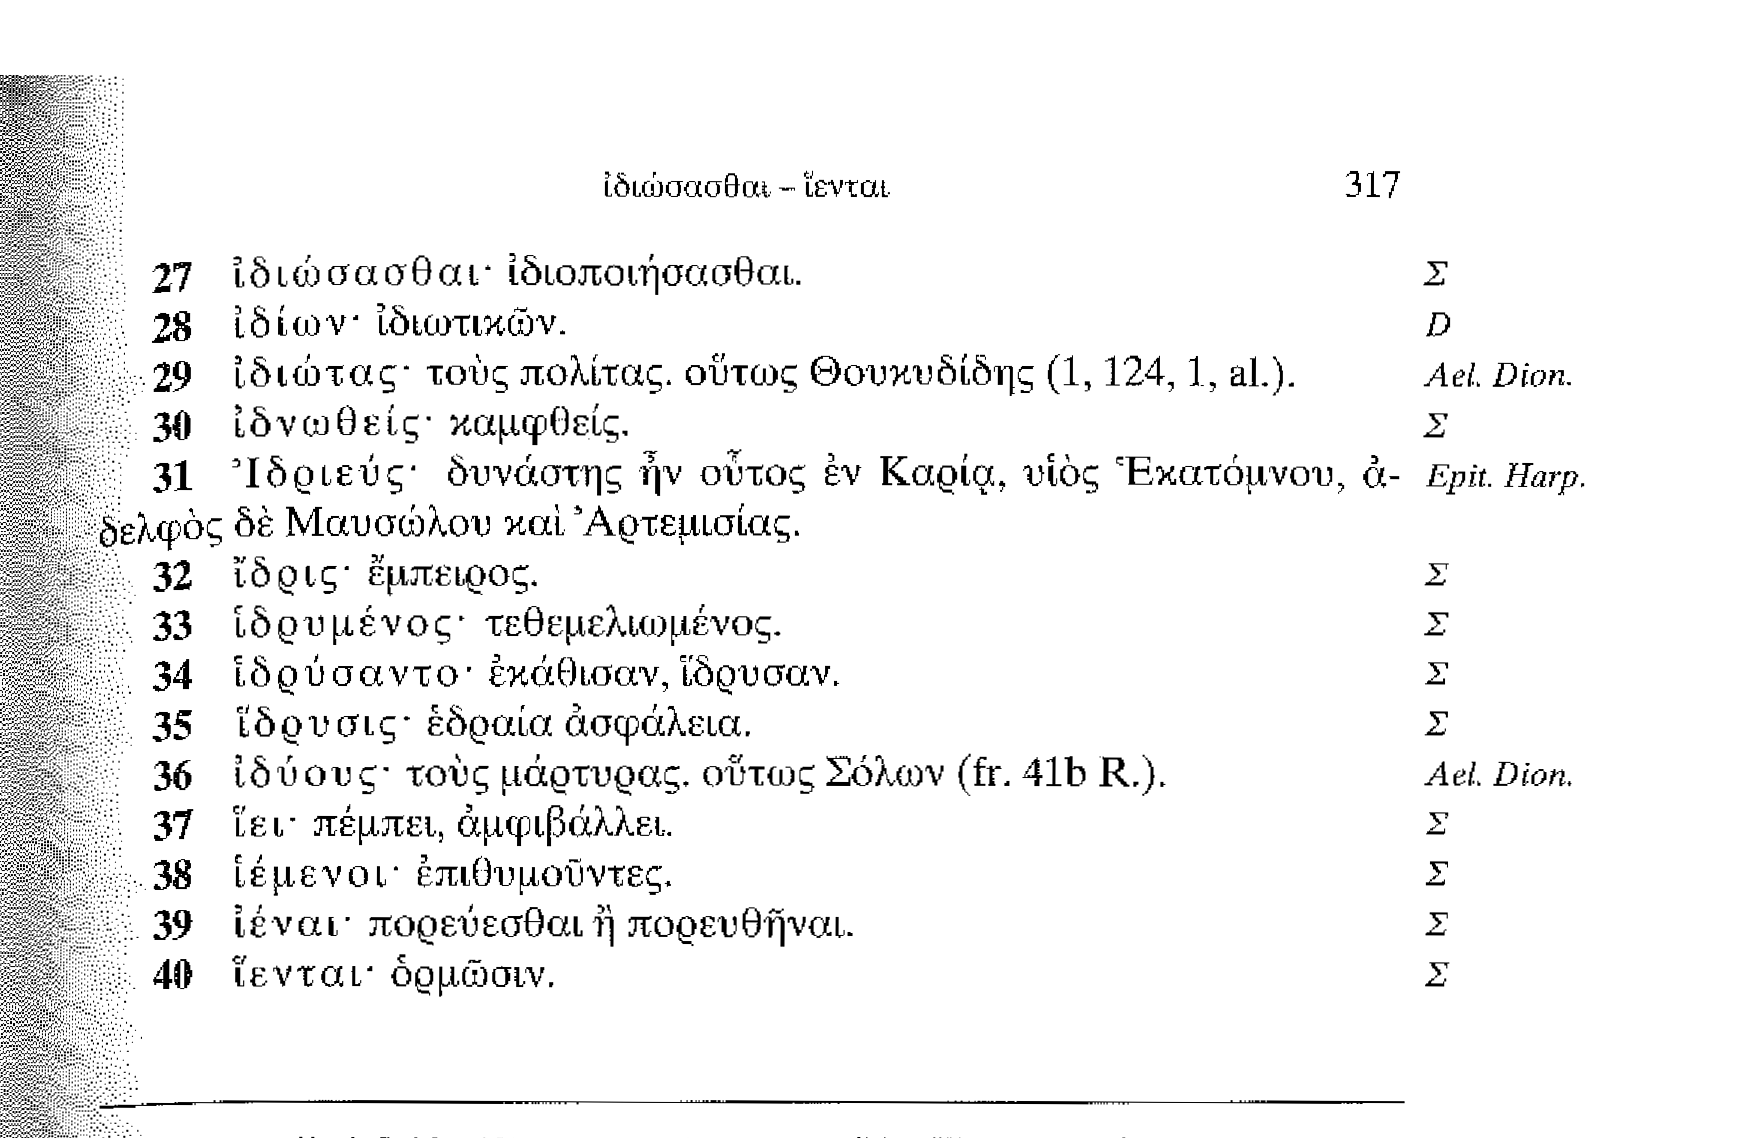 ἰδιώσασθαι – ἵενται 317
27 ἰδιώσασθαι· ἰδιοποιήσασθαι. Σ
28 ἰδίων· ἰδιωτικῶν. D
29 ἰδιώτας· τοὺς πολίτας. οὕτως Θουκυδίδης (1, 124, 1, al.). Ael. Dion.
30 ἰδνωθείς· καμφθείς. Σ
31 Ἰδριεύς· δυνάστης ἦν οὗτος ἐν Καρίᾳ, υἱὸς Ἑκατόμνου, ἀ- Epit. Harp.
δελφὸς δὲ Μαυσώλου καὶ Ἀρτεμισίας.
32 ἴδρις· ἔμπειρος. Σ
33 ἱδρυμένος· τεθεμελιωμένος. Σ
34 ἱδρύσαντο· ἐκάθισαν, ἵδρυσαν. Σ
35 ἵδρυσις· ἑδραία ἀσφάλεια. Σ
36 ἰδύους· τοὺς μάρτυρας. οὕτως Σόλων (fr. 41b R.). Ael. Dion.
37 ἵει· πέμπει, ἀμφιβάλλει. Σ
38 ἱέμενοι· ἐπιθυμοῦντες. Σ
39 ἰέναι· πορεύεσθαι ἢ πορευθῆναι. Σ
40 ἵενται· ὁρμῶσιν. Σ